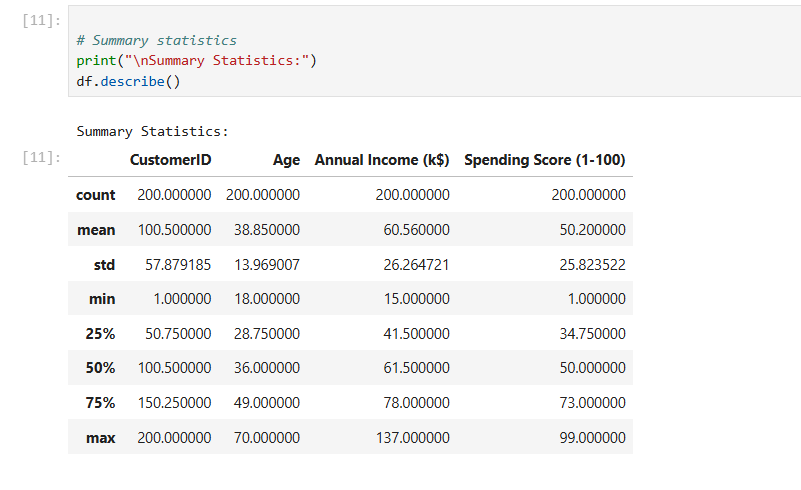 [11]:
# Summary statistics
print("\nSummary Statistics:")
df.describe()
Summary Statistics:
[11]:
CustomerID Age Annual Income (k$) Spending Score (1-100)
count 200.000000 200.000000 200.000000 200.000000
mean 100.500000 38.850000 60.560000 50.200000
std 57.879185 13.969007 26.264721 25.823522
min 1.000000 18.000000 15.000000 1.000000
25% 50.750000 28.750000 41.500000 34.750000
50% 100.500000 36.000000 61.500000 50.000000
75% 150.250000 49.000000 78.000000 73.000000
max 200.000000 70.000000 137.000000 99.000000